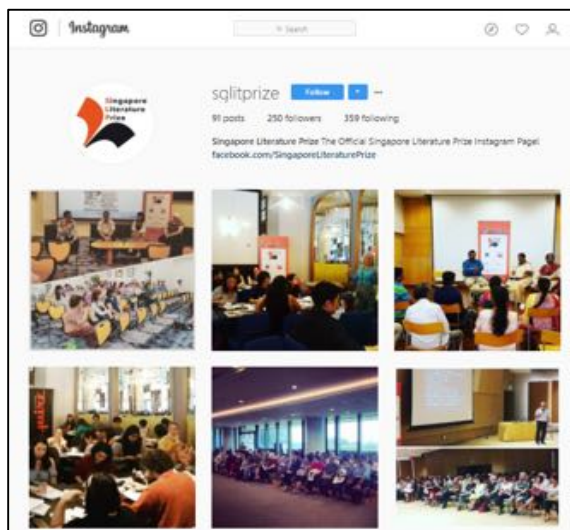 Instagram
Search
Singapore
Literature
Prize
sglitprize Follow
91 posts 250 followers 359 following
Singapore Literature Prize The Official Singapore Literature Prize Instagram Page!
facebook.com/SingaporeLiteraturePrize